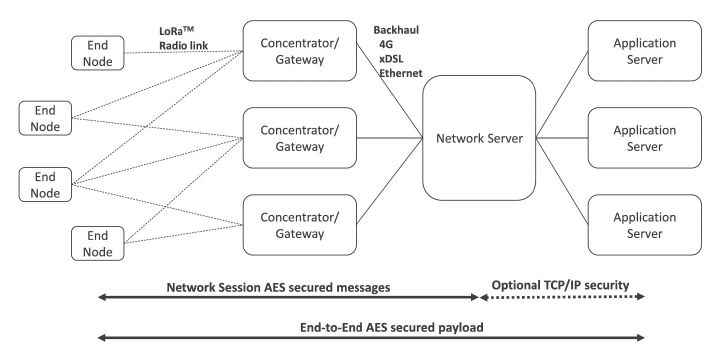 LoRa™
Radio link
Backhaul
4G
xDSL
Ethernet
End
Node
End
Node
End
Node
End
Node
Concentrator/
Gateway
Concentrator/
Gateway
Concentrator/
Gateway
Network Server
Application
Server
Application
Server
Application
Server
Network Session AES secured messages
Optional TCP/IP security
End-to-End AES secured payload